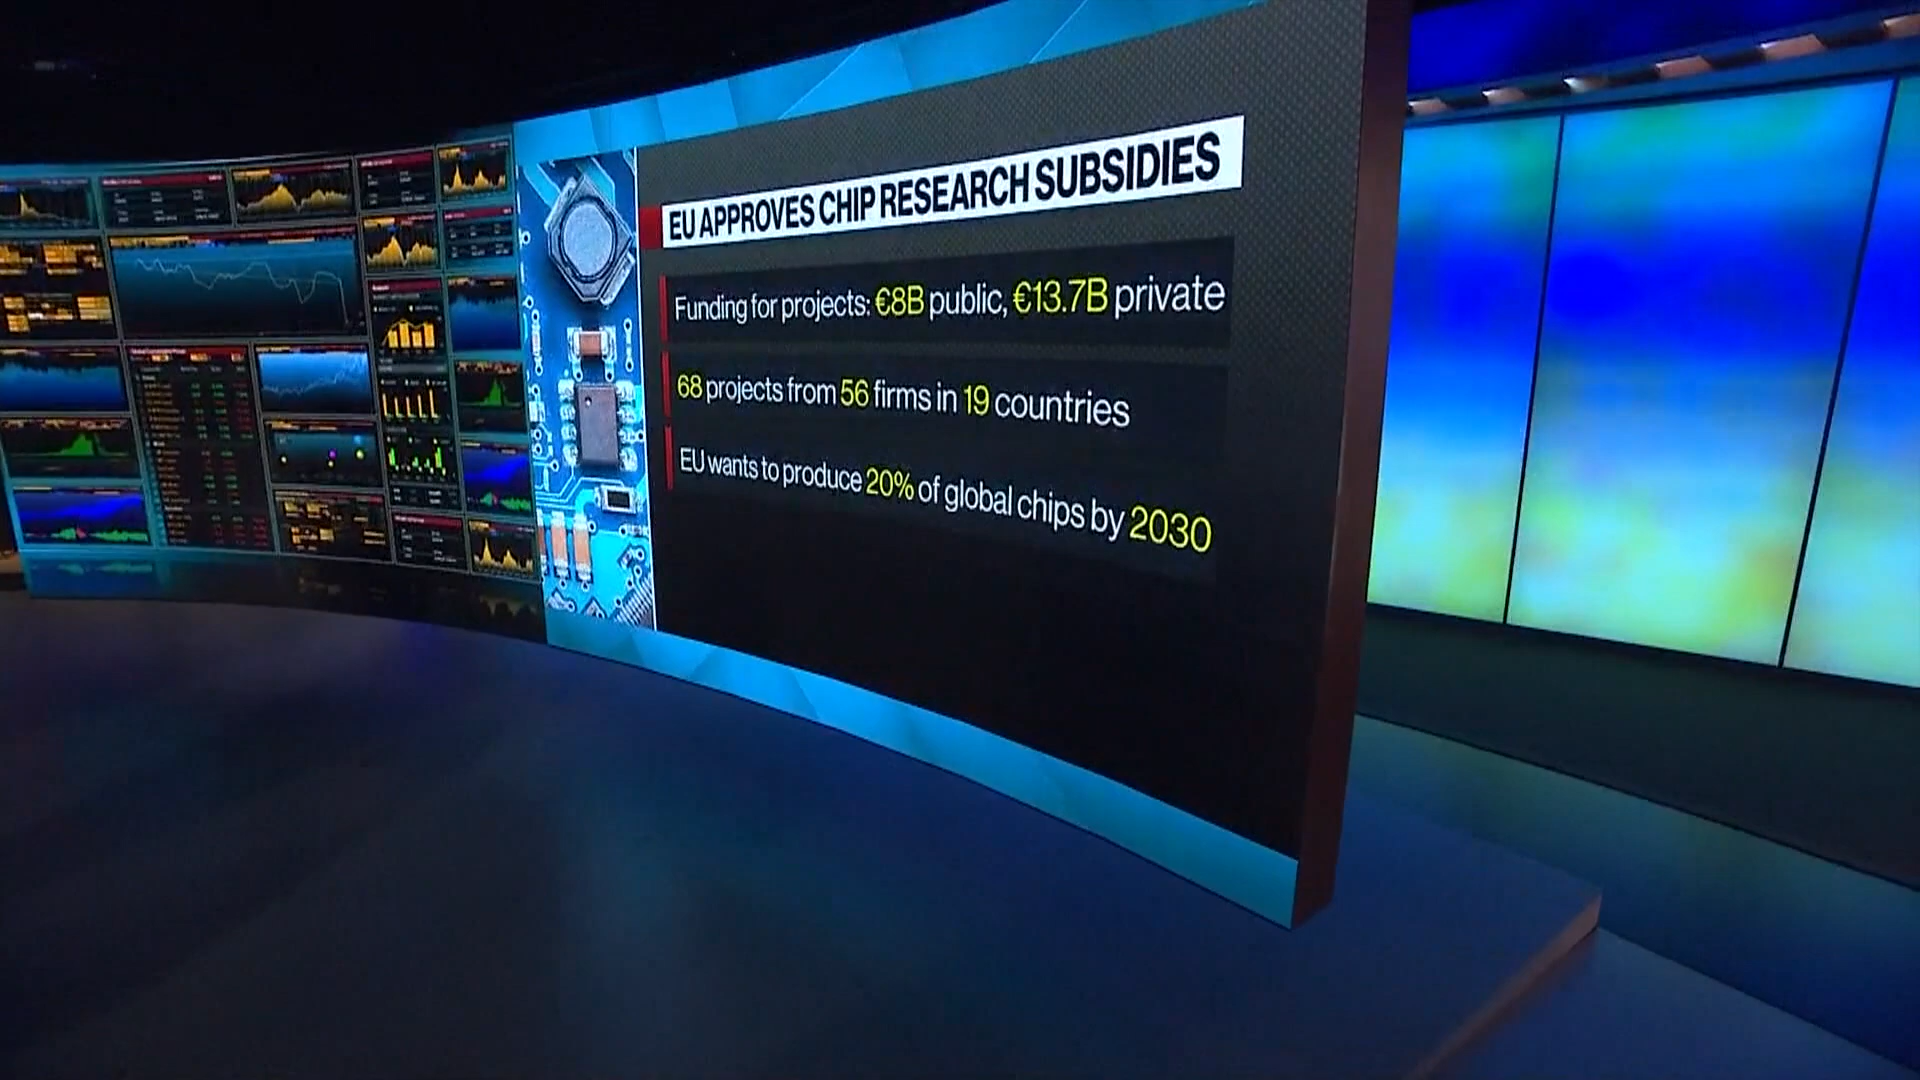 EU APPROVES CHIP RESEARCH SUBSIDIES
Funding for projects: €8B public, €13.7B private
68 projects from 56 firms in 19 countries
EU wants to produce 20% of global chips by 2030